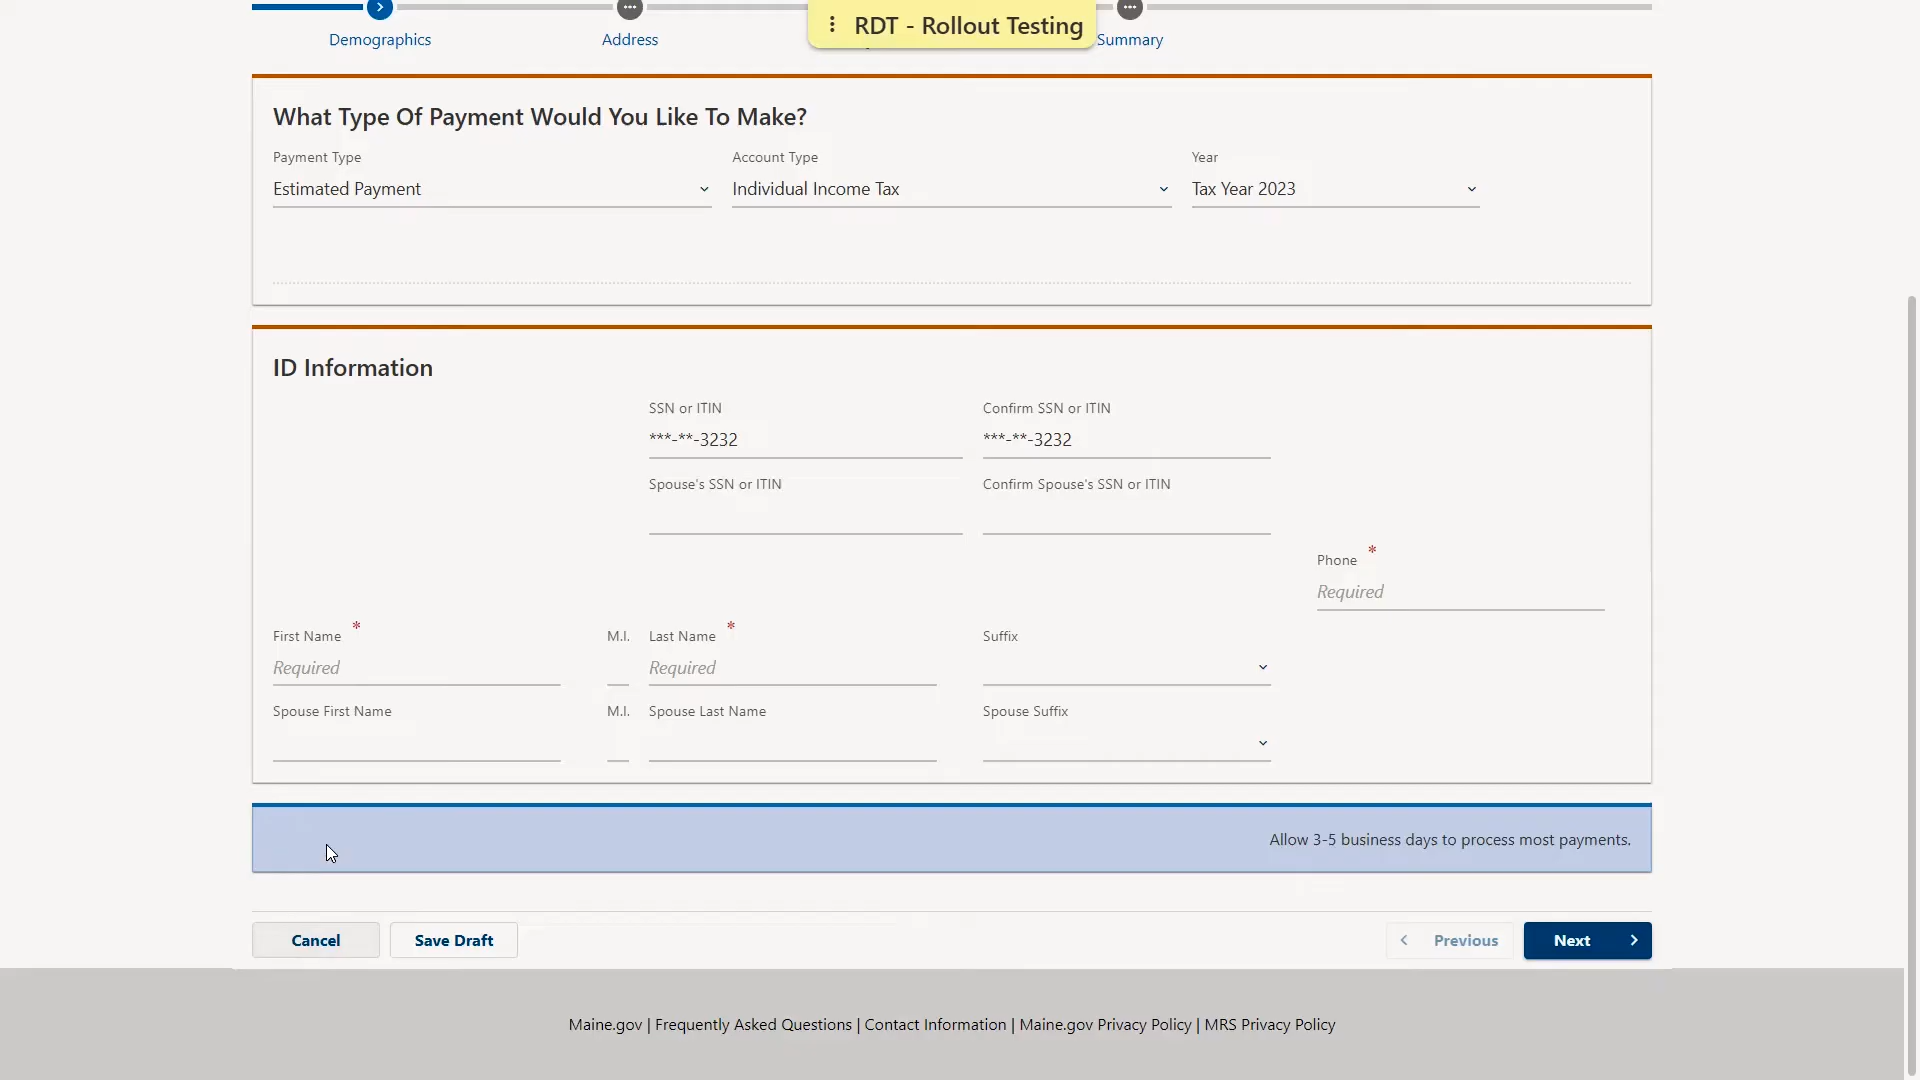 RDT - Rollout Testing
Demographics
Address
Summary
What Type Of Payment Would You Like To Make?
Payment Type
Account Type
Year
Estimated Payment
Individual Income Tax
Tax Year 2023
ID Information
SSN or ITIN
Confirm SSN or ITIN
***-**-3232
***-**-3232
Spouse's SSN or ITIN
Confirm Spouse's SSN or ITIN
Phone *
Required
First Name *
M.I.
Last Name *
Suffix
Required
Required
Spouse First Name
M.I.
Spouse Last Name
Spouse Suffix
Allow 3-5 business days to process most payments.
Cancel
Save Draft
Previous
Next
Maine.gov | Frequently Asked Questions | Contact Information | Maine.gov Privacy Policy | MRS Privacy Policy